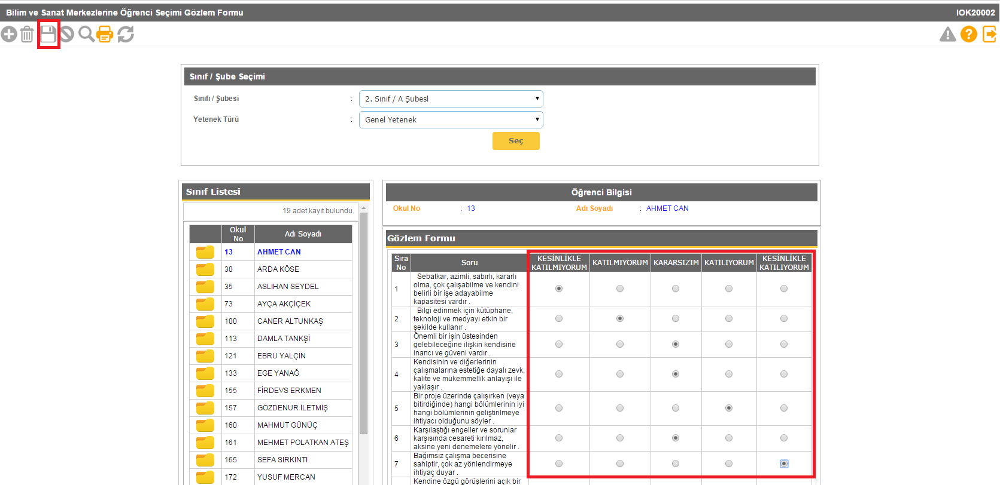 Bilim ve Sanat Merkezlerine Öğrenci Seçimi Gözlem Formu
IOK20002
Sınıf / Şube Seçimi
Sınıfı / Şubesi : 2. Sınıf / A Şubesi
Yetenek Türü : Genel Yetenek
Seç
Sınıf Listesi
19 adet kayıt bulundu.
Okul No Adı Soyadı
13 AHMET CAN
30 ARDA KÖSE
35 ASLIHAN SEYDEL
73 AYÇA AKÇİÇEK
100 CANER ALTUNKAŞ
113 DAMLA TANKŞİ
121 EBRU YALÇIN
133 EGE YANAĞ
155 FİRDEVS ERKMEN
157 GÖZDENUR İLETMİŞ
160 MAHMUT GÜNÜÇ
161 MEHMET POLATKAN ATEŞ
165 SEFA SIRKINTI
172 YUSUF MERCAN
Öğrenci Bilgisi
Okul No : 13 Adı Soyadı : AHMET CAN
Gözlem Formu
Sıra No Soru KESİNLİKLE KATILMIYORUM KATILMIYORUM KARARSIZIM KATILIYORUM KESİNLİKLE KATILIYORUM
1 Sebatkar, azimli, sabırlı, kararlı
olma, çok çalışabilme ve kendini
belirli bir işe adayabilme
kapasitesi vardır .
2 Bilgi edinmek için kütüphane,
teknoloji ve medyayı etkin bir
şekilde kullanır .
3 Önemli bir işin üstesinden
gelebileceğine ilişkin kendisine
inancı ve güveni vardır .
4 Kendisinin ve diğerlerinin
çalışmalarına estetiğe dayalı zevk,
kalite ve mükemmellik anlayışı ile
yaklaşır .
5 Bir proje üzerinde çalışırken (veya
bitirdiğinde) hangi bölümlerinin iyi
hangi bölümlerinin geliştirilmeye
ihtiyacı olduğunu söyler .
6 Karşılaştığı engeller ve sorunlar
karşısında cesareti kırılmaz,
aksine yeni denemelere yönelir .
7 Bağımsız çalışma becerisine
sahiptir, çok az yönlendirmeye
ihtiyaç duyar .
Kendine özgü görüşlerini açık bir